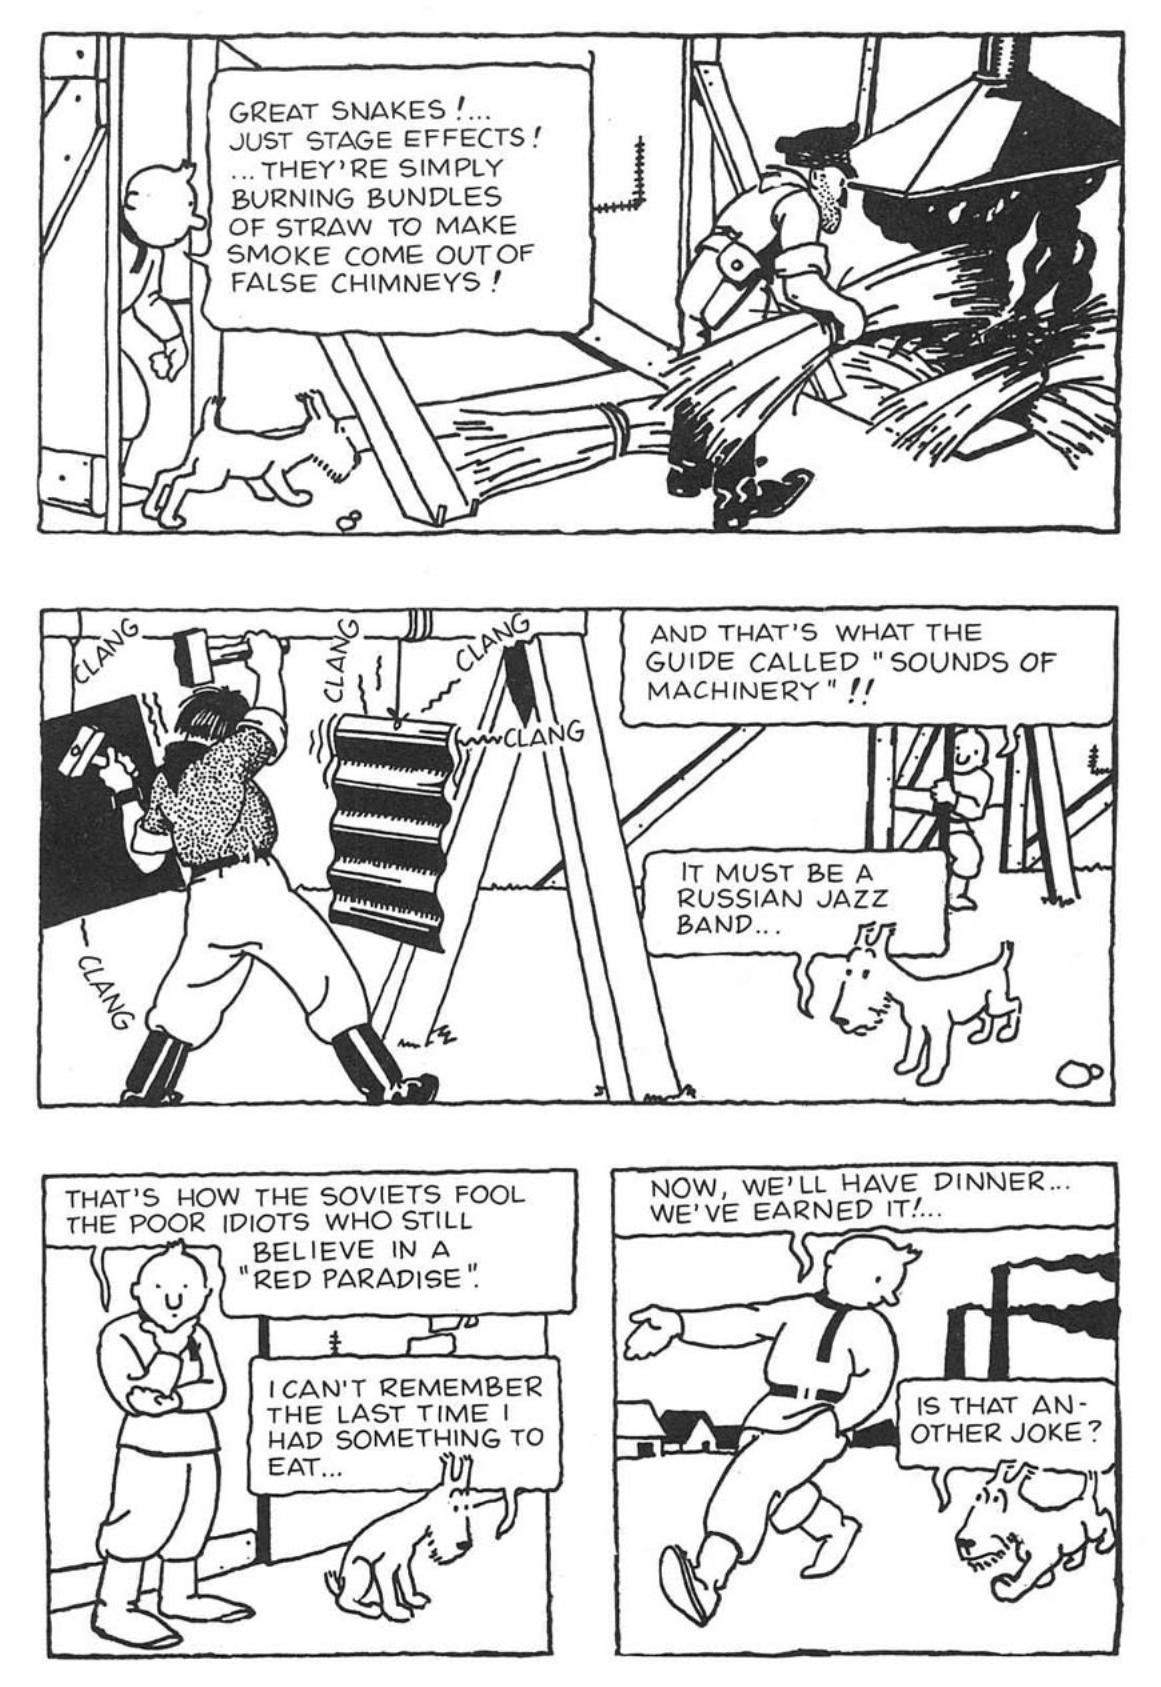 GREAT SNAKES!...
JUST STAGE EFFECTS!
...THEY'RE SIMPLY
BURNING BUNDLES
OF STRAW TO MAKE
SMOKE COME OUT OF
FALSE CHIMNEYS!
CLANG
CLANG
CLANG
CLANG
CLANG
AND THAT'S WHAT THE
GUIDE CALLED "SOUNDS OF
MACHINERY"!!
IT MUST BE A
RUSSIAN JAZZ
BAND...
THAT'S HOW THE SOVIETS FOOL
THE POOR IDIOTS WHO STILL
BELIEVE IN A
"RED PARADISE".
I CAN'T REMEMBER
THE LAST TIME I
HAD SOMETHING TO
EAT...
NOW, WE'LL HAVE DINNER...
WE'VE EARNED IT!...
IS THAT AN-
OTHER JOKE?